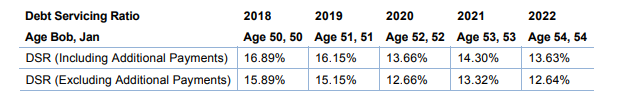 Debt Servicing Ratio 2018 2019 2020 2021 2022
Age Bob, Jan Age 50, 50 Age 51, 51 Age 52, 52 Age 53, 53 Age 54, 54
DSR (Including Additional Payments) 16.89% 16.15% 13.66% 14.30% 13.63%
DSR (Excluding Additional Payments) 15.89% 15.15% 12.66% 13.32% 12.64%